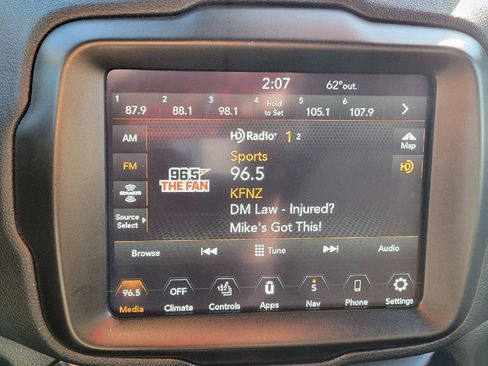 2:07 62°out.
1 2 3 4 5 6
87.9 88.1 98.1 Hold to Set 105.1 107.9
AM HD Radio 1 2 Map
Sports
FM 96.5 HD
96.5 THE FAN
KFNZ
siriusxm
DM Law - Injured?
Source Select
Mike's Got This!
Browse Tune Audio
96.5 OFF S
Media Climate Controls Apps Nav Phone Settings